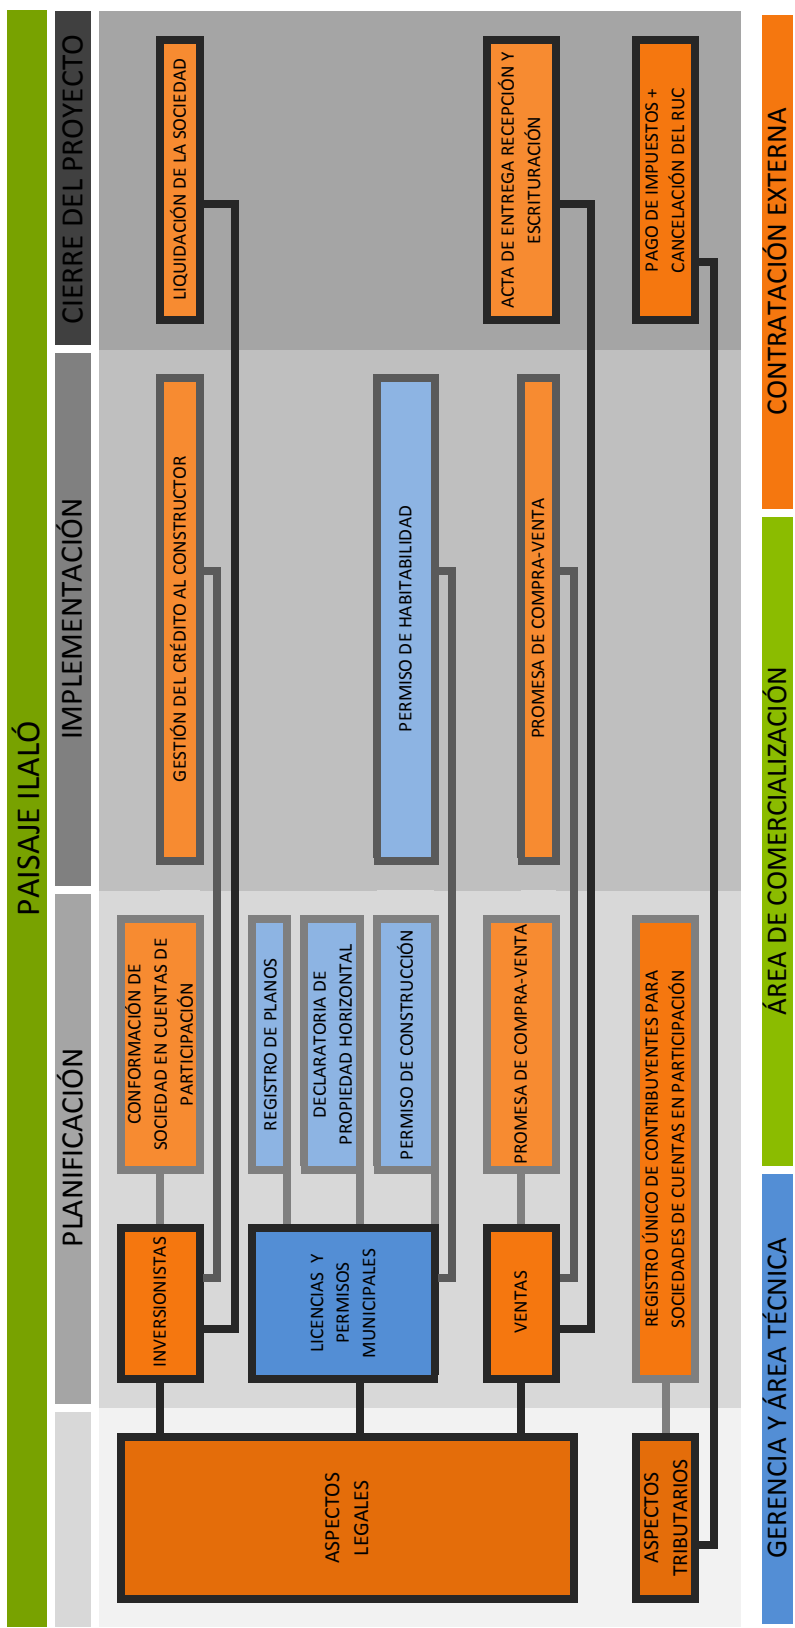 PAISAJE ILALÓ
PLANIFICACIÓN
IMPLEMENTACIÓN
CIERRE DEL PROYECTO
ASPECTOS
LEGALES
INVERSIONISTAS
CONFORMACIÓN DE
SOCIEDAD EN CUENTAS DE
PARTICIPACIÓN
GESTIÓN DEL CRÉDITO AL CONSTRUCTOR
LIQUIDACIÓN DE LA SOCIEDAD
LICENCIAS Y
PERMISOS
MUNICIPALES
REGISTRO DE PLANOS
DECLARATORIA DE
PROPIEDAD HORIZONTAL
PERMISO DE CONSTRUCCIÓN
PERMISO DE HABITABILIDAD
VENTAS
PROMESA DE COMPRA-VENTA
PROMESA DE COMPRA-VENTA
ACTA DE ENTREGA RECEPCIÓN Y
ESCRITURACIÓN
ASPECTOS
TRIBUTARIOS
REGISTRO ÚNICO DE CONTRIBUYENTES PARA
SOCIEDADES DE CUENTAS EN PARTICIPACIÓN
PAGO DE IMPUESTOS +
CANCELACIÓN DEL RUC
GERENCIA Y ÁREA TÉCNICA
ÁREA DE COMERCIALIZACIÓN
CONTRATACIÓN EXTERNA